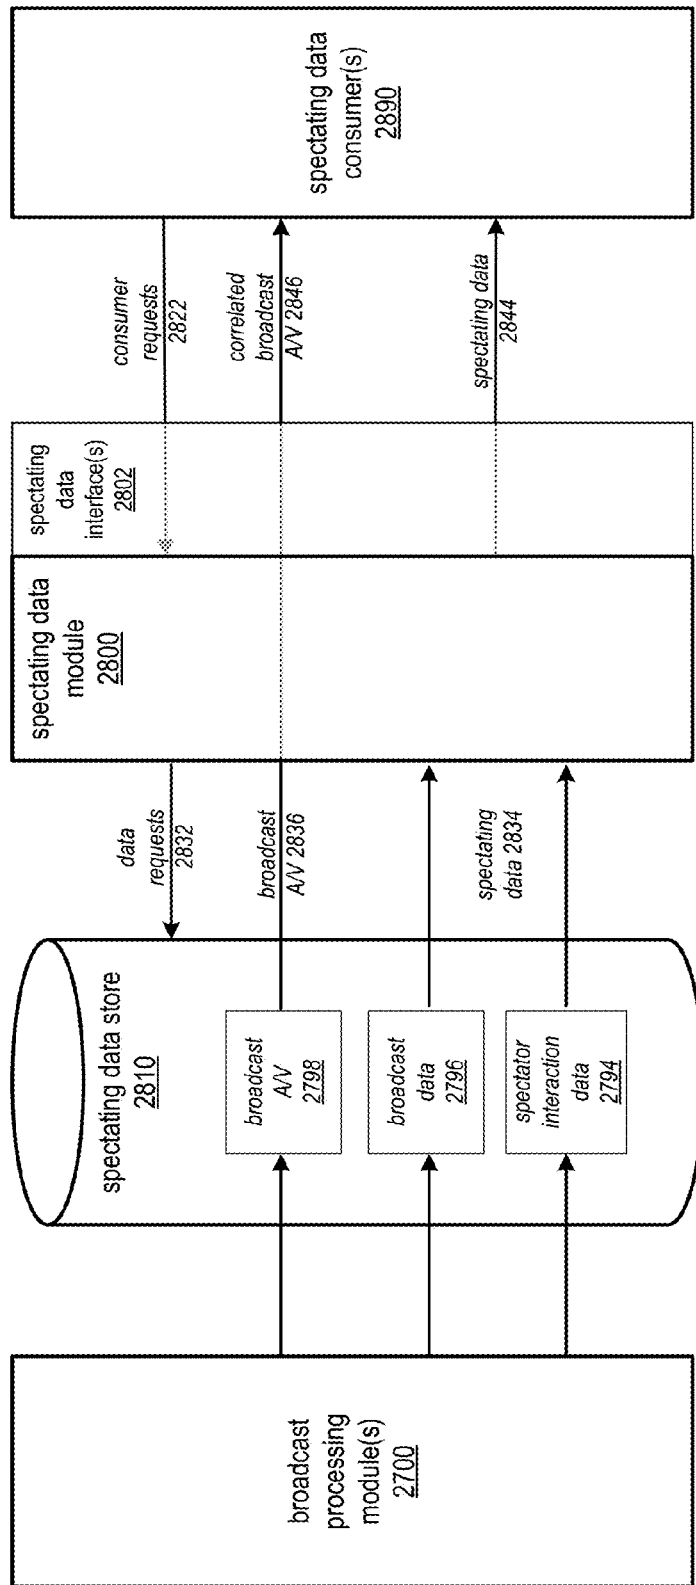 broadcast
processing
module(s)
2700
spectating data store
2810
broadcast
A/V
2798
broadcast
data
2796
spectator
interaction
data
2794
data
requests
2832
broadcast
A/V 2836
spectating
data 2834
spectating data
module
2800
spectating
data
interface(s)
2802
consumer
requests
2822
correlated
broadcast
A/V 2846
spectating data
2844
spectating data
consumer(s)
2890